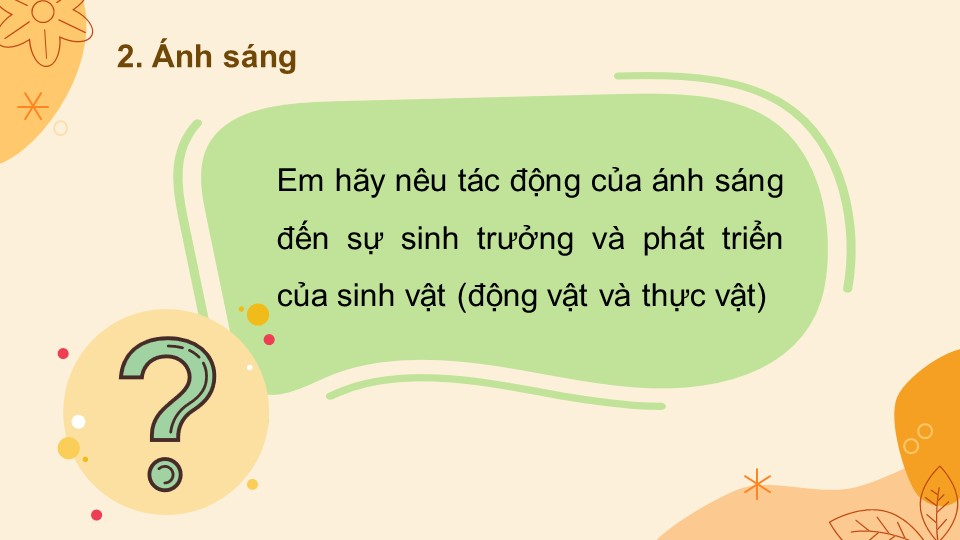 2. Ánh sáng
Em hãy nêu tác động của ánh sáng
đến sự sinh trưởng và phát triển
của sinh vật (động vật và thực vật)